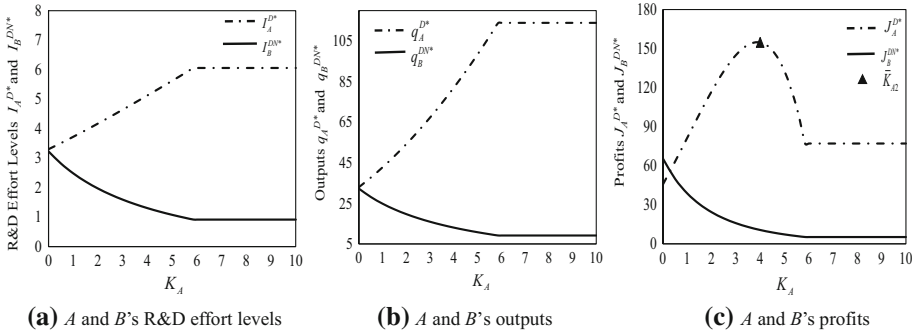 R&D Effort Levels I_A^{D*} and I_B^{DN*}
8
7
6
5
4
3
2
1
0
I_A^{D*}
I_B^{DN*}
0 1 2 3 4 5 6 7 8 9 10
K_A
(a) A and B's R&D effort levels
Outputs q_A^{D*} and q_B^{DN*}
105
85
65
45
25
5
q_A^{D*}
q_B^{DN*}
0 1 2 3 4 5 6 7 8 9 10
K_A
(b) A and B's outputs
Profits J_A^{D*} and J_B^{DN*}
180
150
120
90
60
30
0
J_A^{D*}
J_B^{DN*}
K̄_{A2}
0 1 2 3 4 5 6 7 8 9 10
K_A
(c) A and B's profits